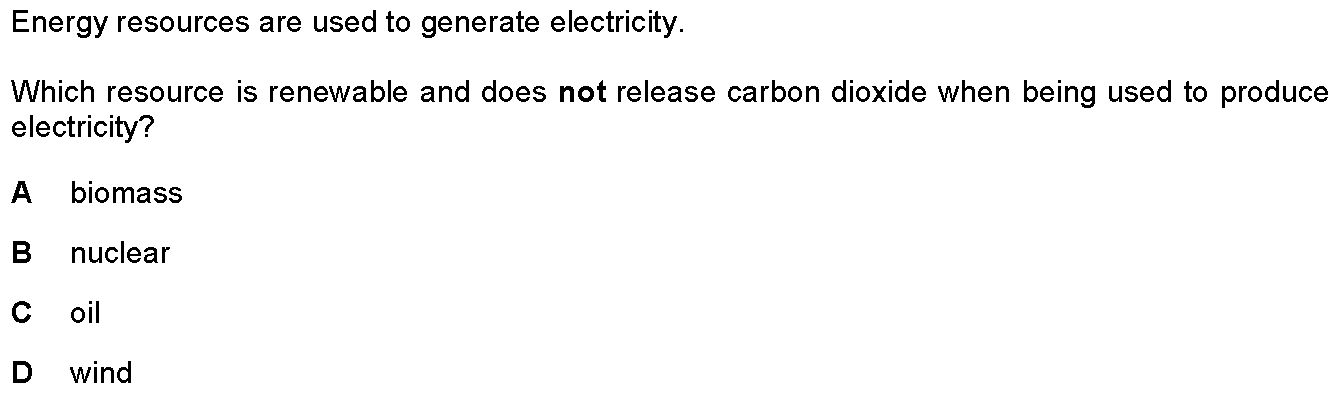 Energy resources are used to generate electricity.
Which resource is renewable and does not release carbon dioxide when being used to produce
electricity?
A biomass
B nuclear
C oil
D wind